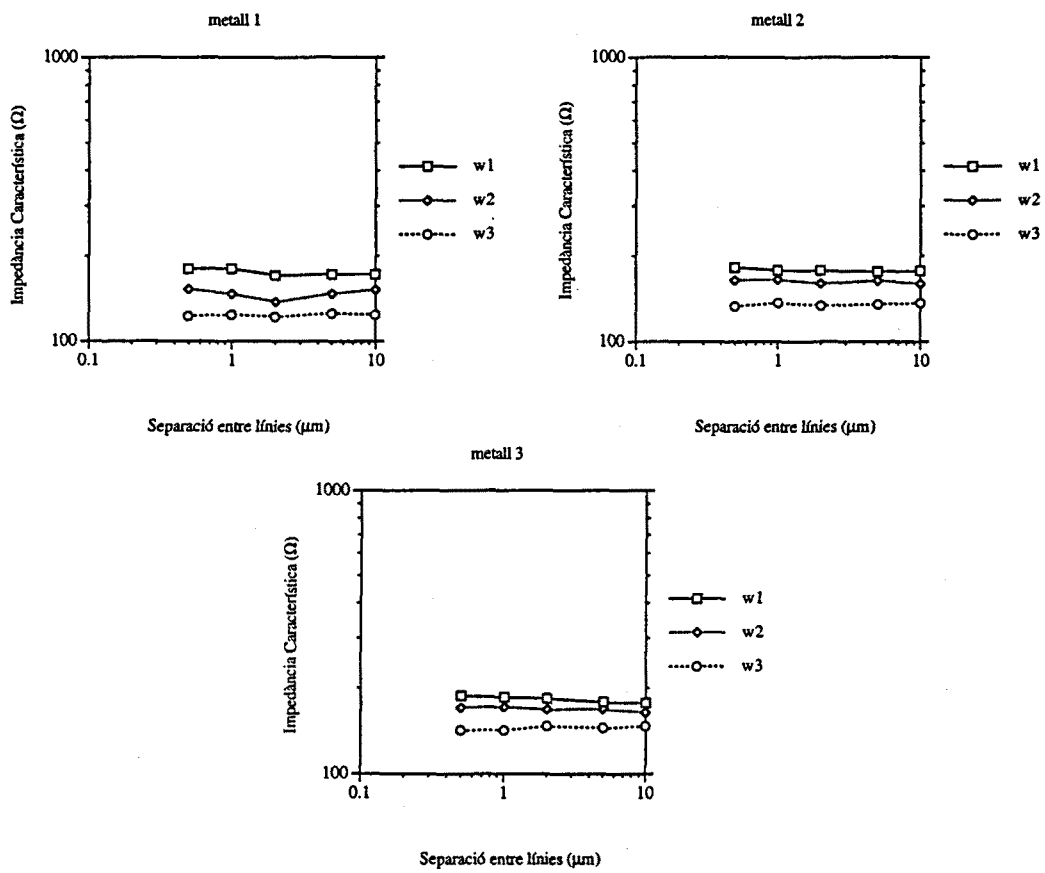 metall 1
Impedància Característica (Ω)
1000
100
0.1
1
10
Separació entre línies (μm)
w1
w2
w3
metall 2
Impedància Característica (Ω)
1000
100
0.1
1
10
Separació entre línies (μm)
w1
w2
w3
metall 3
Impedància Característica (Ω)
1000
100
0.1
1
10
Separació entre línies (μm)
w1
w2
w3